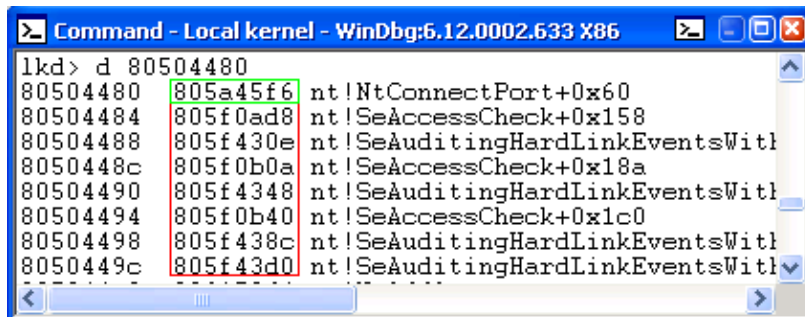 Command - Local kernel - WinDbg:6.12.0002.633 X86
lkd> d 80504480
80504480 805a45f6 nt!NtConnectPort+0x60
80504484 805f0ad8 nt!SeAccessCheck+0x158
80504488 805f430e nt!SeAuditingHardLinkEventsWith
8050448c 805f0b0a nt!SeAccessCheck+0x18a
80504490 805f4348 nt!SeAuditingHardLinkEventsWith
80504494 805f0b40 nt!SeAccessCheck+0x1c0
80504498 805f438c nt!SeAuditingHardLinkEventsWith
8050449c 805f43d0 nt!SeAuditingHardLinkEventsWith